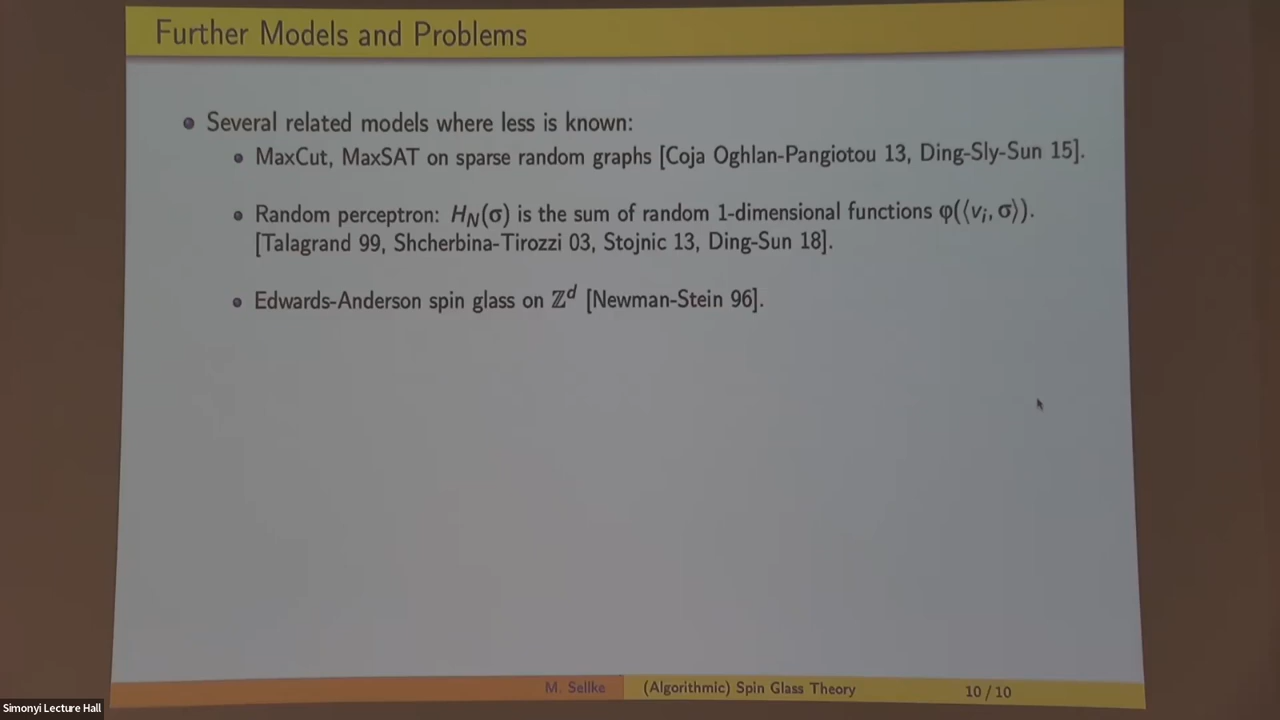 Further Models and Problems
Several related models where less is known:
MaxCut, MaxSAT on sparse random graphs [Coja Oghlan-Pangiotou 13, Ding-Sly-Sun 15].
Random perceptron: H_N(σ) is the sum of random 1-dimensional functions φ(⟨v_i, σ⟩).
[Talagrand 99, Shcherbina-Tirozzi 03, Stojnic 13, Ding-Sun 18].
Edwards-Anderson spin glass on ℤ^d [Newman-Stein 96].
M. Sellke (Algorithmic) Spin Glass Theory 10 / 10
Simonyi Lecture Hall